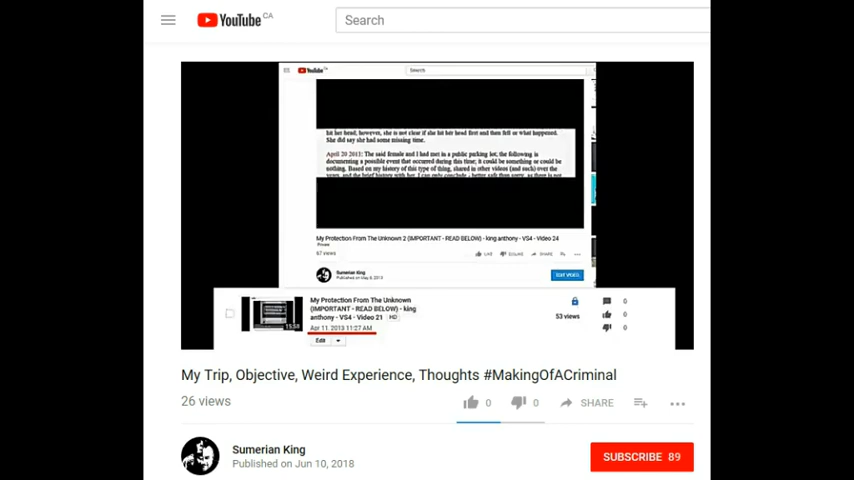 YouTube CA
Search
YouTube
Search
hit her head, however, she is not clear if she hit her head first and then fell or what happened.
She did say she had some missing time.
April 20 2013: The said female and I had met in a public parking lot; the following is
documenting a possible event that occurred during this time; it could be something or could be
nothing. Based on my history of this type of thing, shared in other videos (and such) over the
years, and the brief history with her, I can only conclude - better safe than sorry, as there is not
My Protection From The Unknown 2 (IMPORTANT - READ BELOW) - king anthony - VS4 - Video 24
Private
67 views
LIKE DISLIKE SHARE
Sumerian King
Published on May 8, 2013
EDIT VIDEO
My Protection From The Unknown
(IMPORTANT - READ BELOW) - king
anthony - VS4 - Video 21 HD
Apr 11, 2013 11:27 AM
Edit
15:58
53 views
0
0
0
My Trip, Objective, Weird Experience, Thoughts #MakingOfACriminal
26 views
0 0 SHARE
Sumerian King
Published on Jun 10, 2018
SUBSCRIBE 89